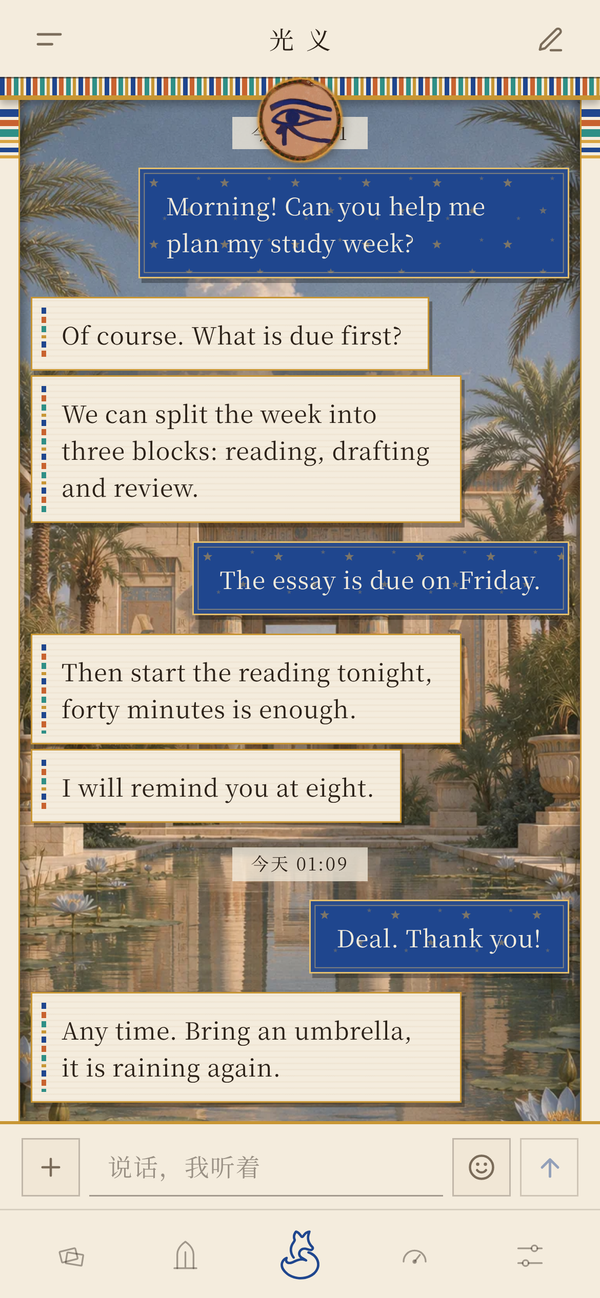 光 义
Morning! Can you help me
plan my study week?
Of course. What is due first?
We can split the week into
three blocks: reading, drafting
and review.
The essay is due on Friday.
Then start the reading tonight,
forty minutes is enough.
I will remind you at eight.
今天 01:09
Deal. Thank you!
Any time. Bring an umbrella,
it is raining again.
说话，我听着